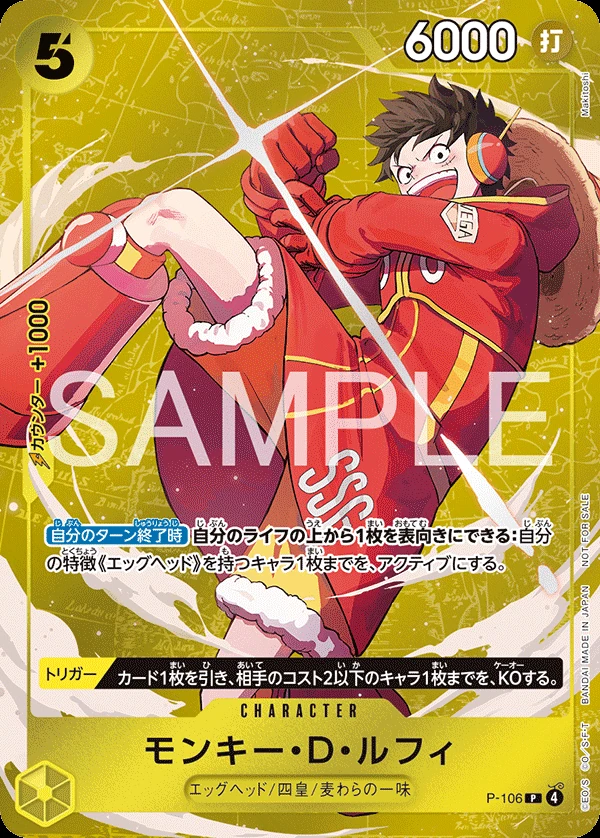 5
6000 打
Makitoshi
VEGA
カウンター +1000
SAMPLE
SSG
自分のターン終了時 自分のライフの上から1枚を表向きにできる:自分
の特徴《エッグヘッド》を持つキャラ1枚までを、アクティブにする。
トリガー カード1枚を引き、相手のコスト2以下のキャラ1枚までを、KOする。
CHARACTER
モンキー・D・ルフィ
エッグヘッド/四皇/麦わらの一味
P-106 P 4
©E.O/S ©O/S・F・T BANDAI MADE IN JAPAN NOT FOR SALE